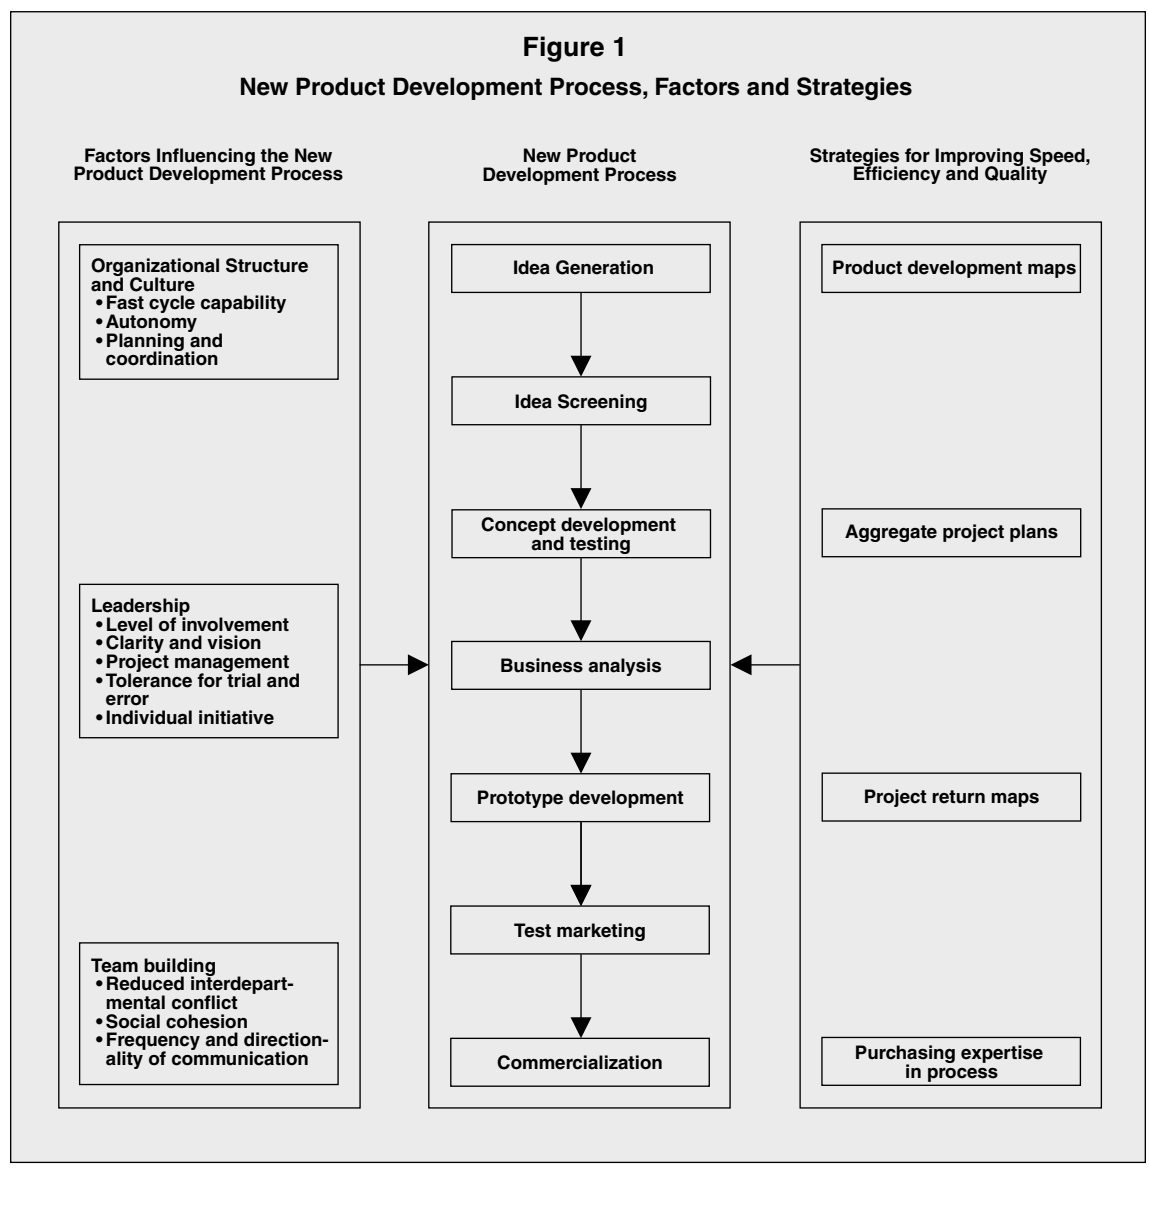 Figure 1
New Product Development Process, Factors and Strategies
Factors Influencing the New
Product Development Process
Organizational Structure
and Culture
• Fast cycle capability
• Autonomy
• Planning and
coordination
Leadership
• Level of involvement
• Clarity and vision
• Project management
• Tolerance for trial and
error
• Individual initiative
Team building
• Reduced interdepart-
mental conflict
• Social cohesion
• Frequency and direction-
ality of communication
New Product
Development Process
Idea Generation
Idea Screening
Concept development
and testing
Business analysis
Prototype development
Test marketing
Commercialization
Strategies for Improving Speed,
Efficiency and Quality
Product development maps
Aggregate project plans
Project return maps
Purchasing expertise
in process